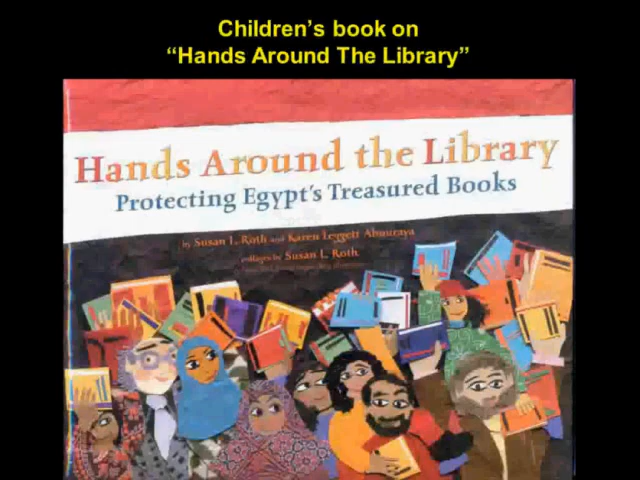 Children's book on
“Hands Around The Library”
Hands Around the Library
Protecting Egypt's Treasured Books
by Susan L. Roth and Karen Leggett Abouraya
collages by Susan L. Roth